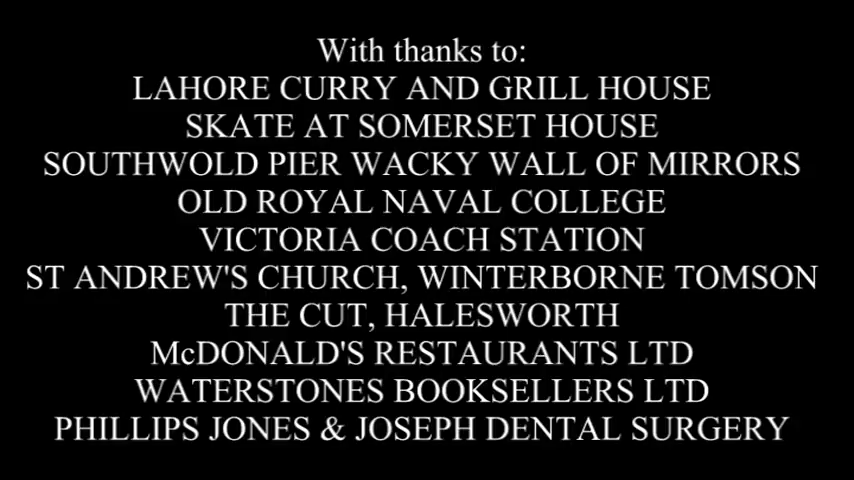 With thanks to:
LAHORE CURRY AND GRILL HOUSE
SKATE AT SOMERSET HOUSE
SOUTHWOLD PIER WACKY WALL OF MIRRORS
OLD ROYAL NAVAL COLLEGE
VICTORIA COACH STATION
ST ANDREW'S CHURCH, WINTERBORNE TOMSON
THE CUT, HALESWORTH
McDONALD'S RESTAURANTS LTD
WATERSTONES BOOKSELLERS LTD
PHILLIPS JONES & JOSEPH DENTAL SURGERY